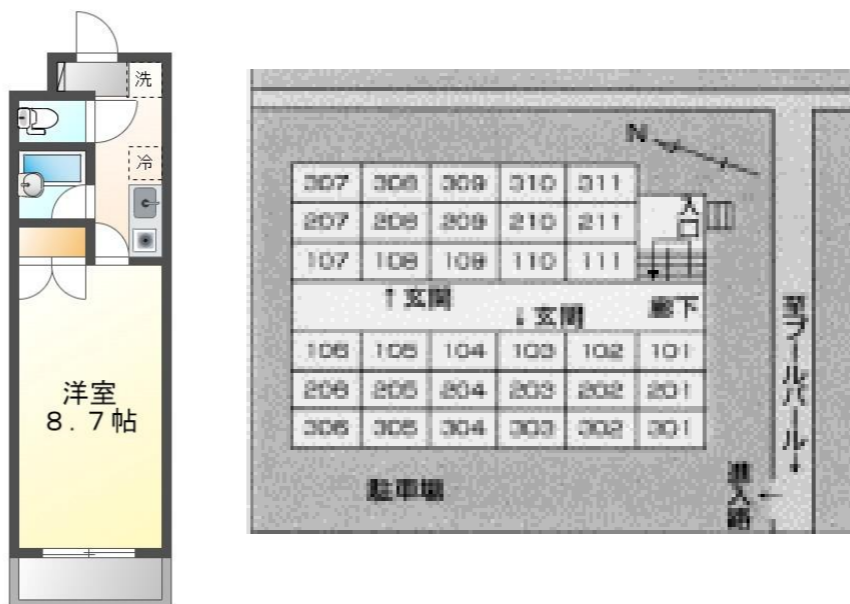 洗
冷
洋室
8.7帖
N
307 308 309 310 311
207 208 209 210 211
入口
107 108 109 110 111
↑玄関
↓玄関
廊下
106 105 104 103 102 101
206 205 204 203 202 201
306 305 304 303 302 301
駐車場
至プールバール→
進入路
←